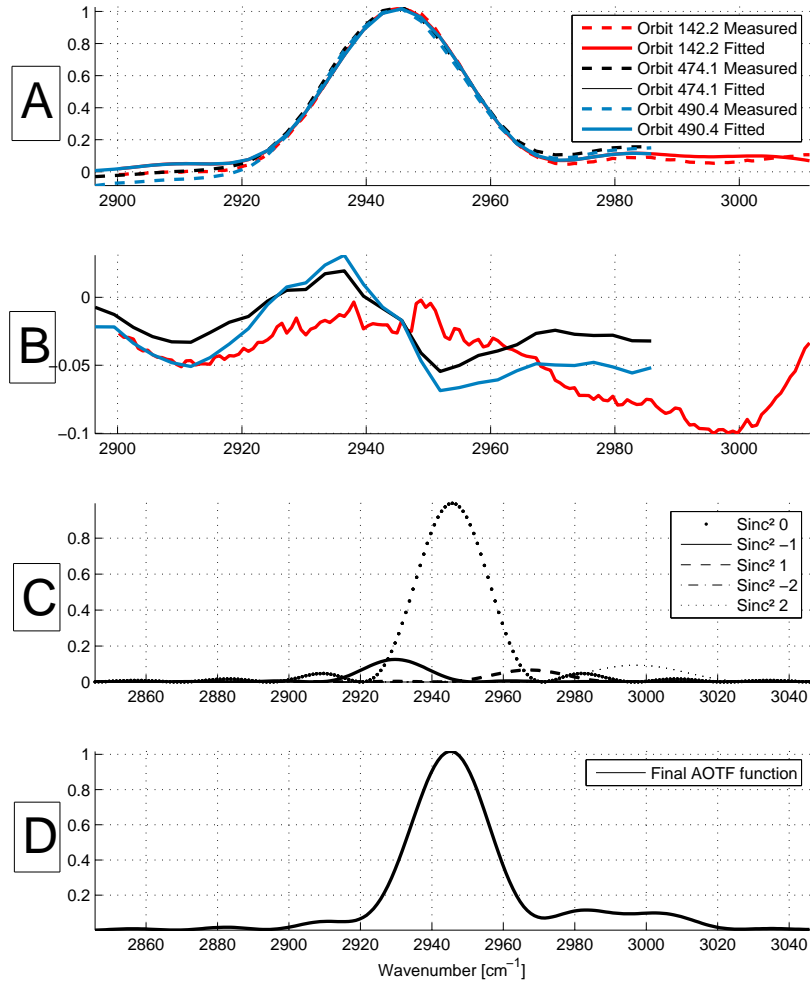 A
1
0.8
0.6
0.4
0.2
0
2900 2920 2940 2960 2980 3000
Orbit 142.2 Measured
Orbit 142.2 Fitted
Orbit 474.1 Measured
Orbit 474.1 Fitted
Orbit 490.4 Measured
Orbit 490.4 Fitted
B
0
−0.05
−0.1
2900 2920 2940 2960 2980 3000
C
0.8
0.6
0.4
0.2
0
2860 2880 2900 2920 2940 2960 2980 3000 3020 3040
Sinc² 0
Sinc² −1
Sinc² 1
Sinc² −2
Sinc² 2
D
1
0.8
0.6
0.4
0.2
2860 2880 2900 2920 2940 2960 2980 3000 3020 3040
Final AOTF function
Wavenumber [cm⁻¹]